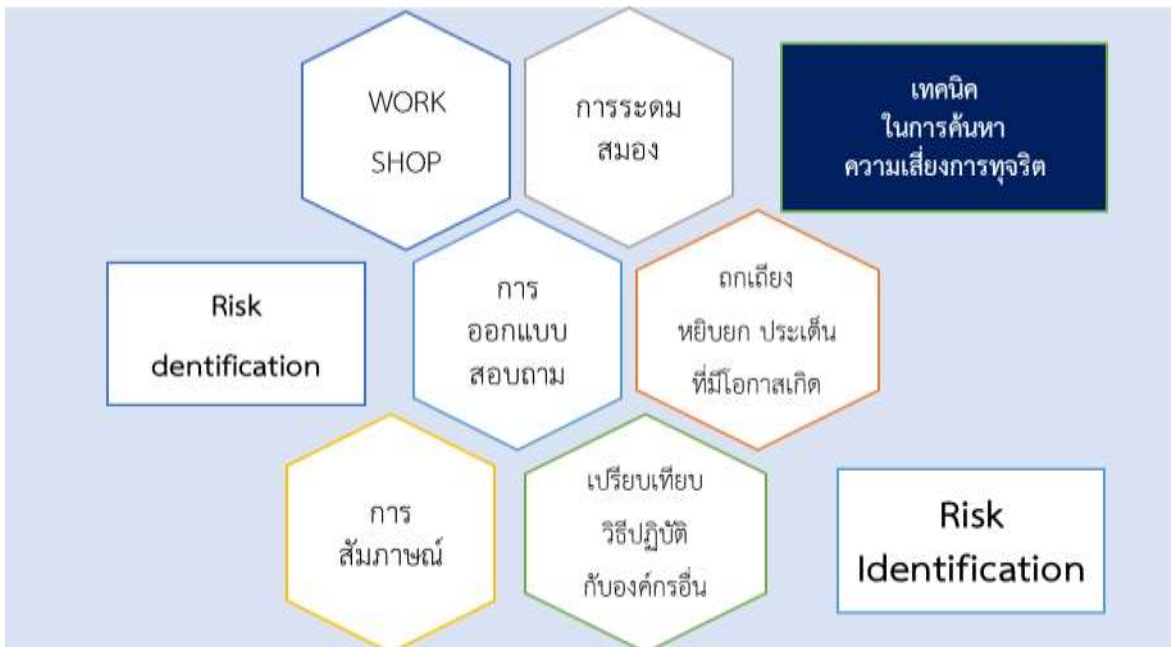 WORK
SHOP
การระดม
สมอง
เทคนิค
ในการค้นหา
ความเสี่ยงการทุจริต
Risk
dentification
การ
ออกแบบ
สอบถาม
ถกเถียง
หยิบยก ประเด็น
ที่มีโอกาสเกิด
การ
สัมภาษณ์
เปรียบเทียบ
วิธีปฏิบัติ
กับองค์กรอื่น
Risk
Identification